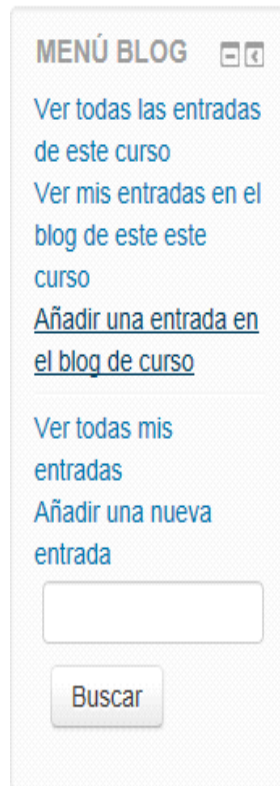 MENÚ BLOG
Ver todas las entradas
de este curso
Ver mis entradas en el
blog de este este
curso
Añadir una entrada en
el blog de curso
Ver todas mis
entradas
Añadir una nueva
entrada
Buscar